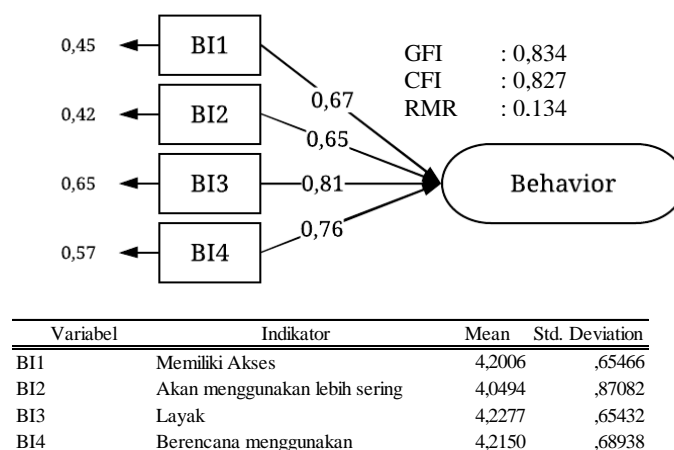 0,45 BI1
GFI : 0,834
CFI : 0,827
RMR : 0.134
0,67
0,42 BI2
0,65
0,65 BI3 0,81 Behavior
0,76
0,57 BI4
Variabel Indikator Mean Std. Deviation
BI1 Memiliki Akses 4,2006 ,65466
BI2 Akan menggunakan lebih sering 4,0494 ,87082
BI3 Layak 4,2277 ,65432
BI4 Berencana menggunakan 4,2150 ,68938